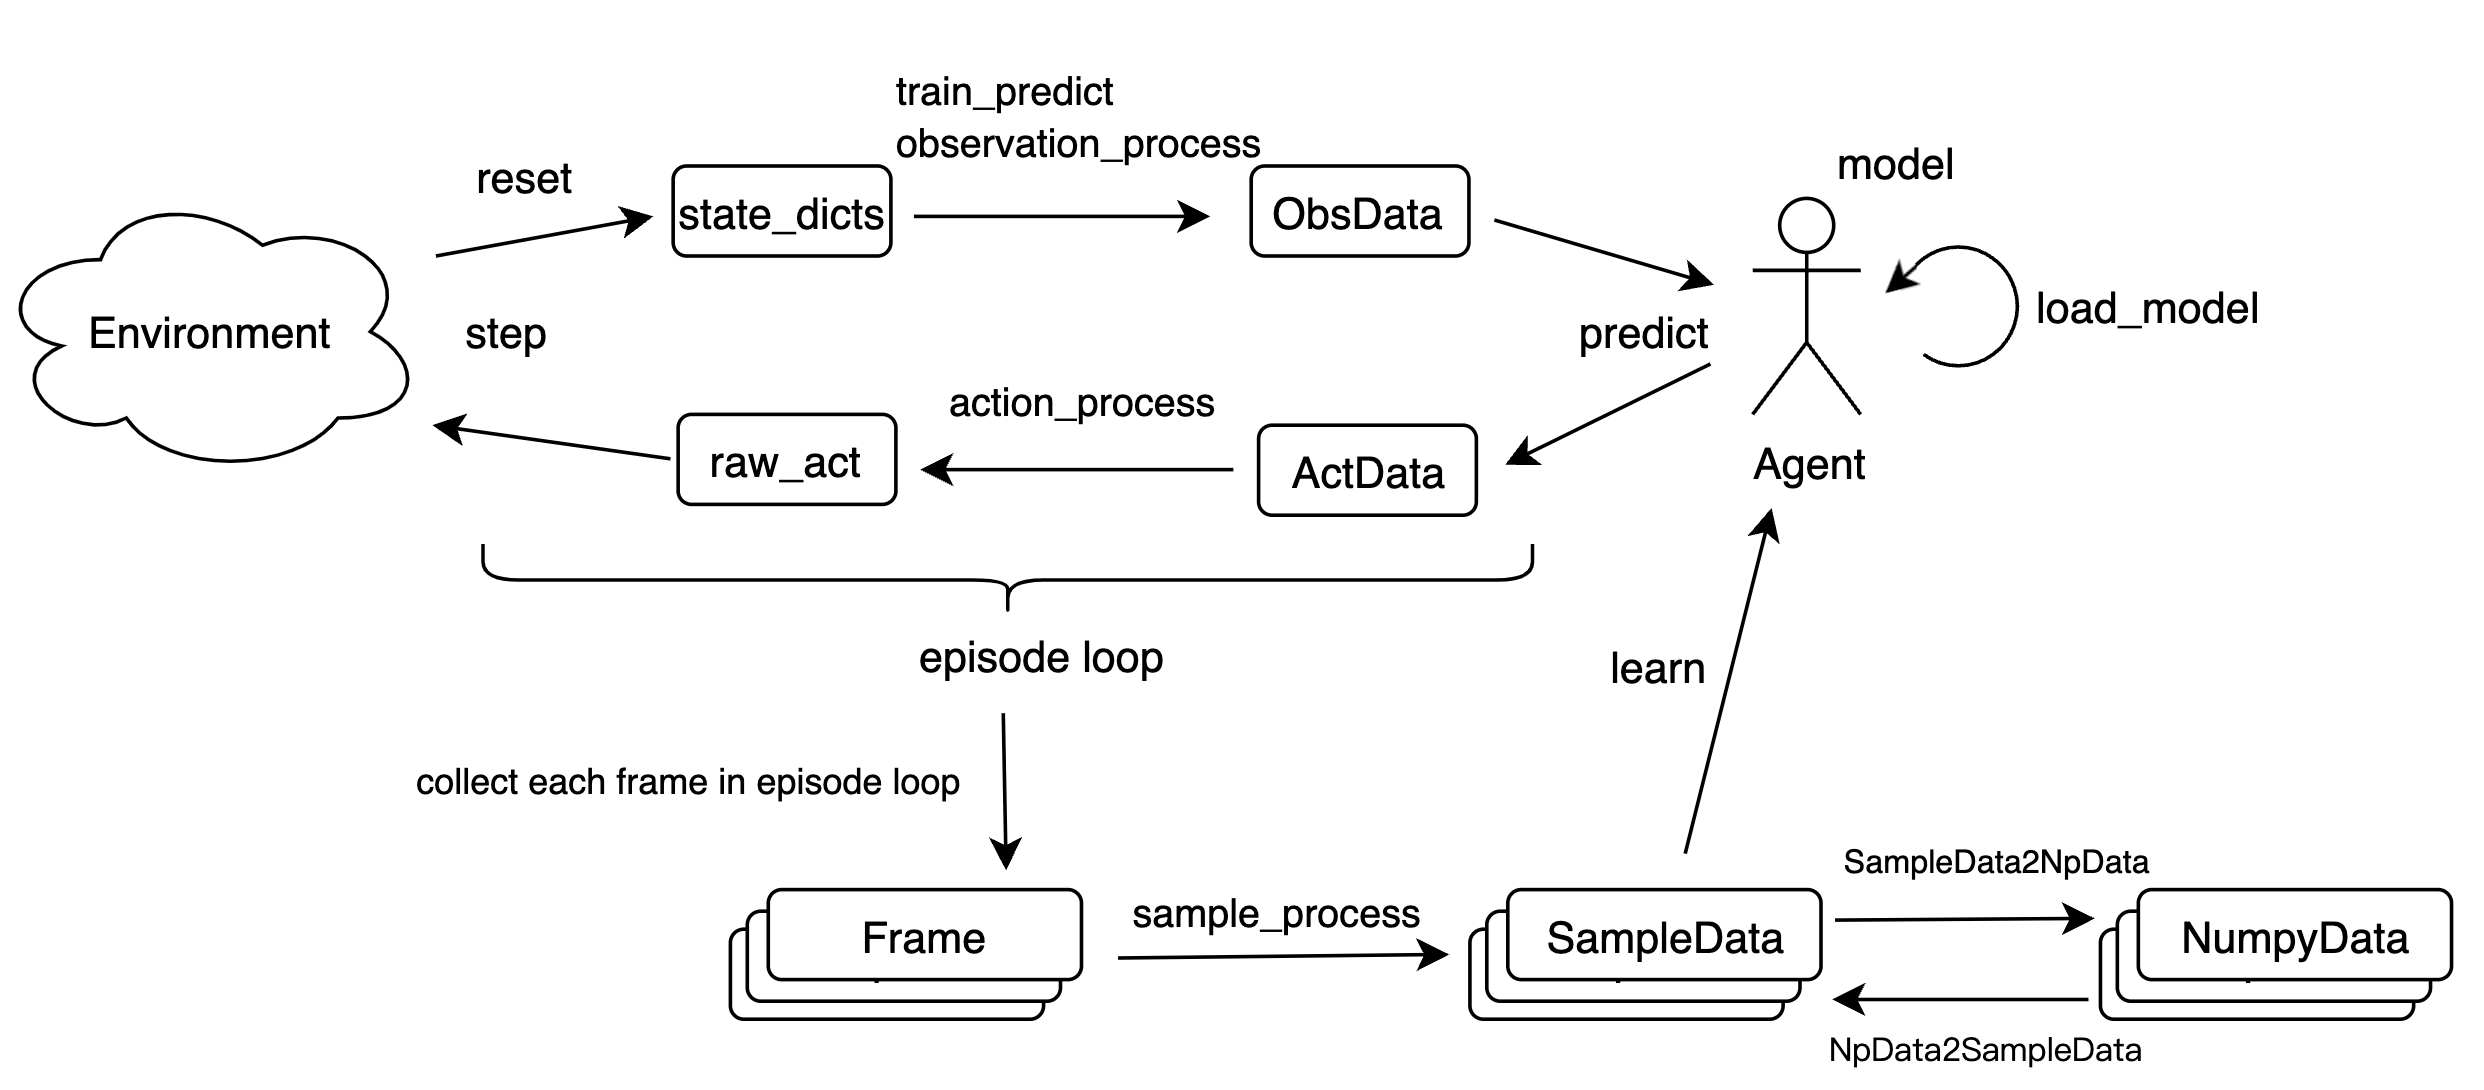 train_predict
observation_process
model
reset
state_dicts
ObsData
Environment
step
predict
load_model
action_process
raw_act
ActData
Agent
episode loop
learn
collect each frame in episode loop
SampleData2NpData
Frame
sample_process
SampleData
NumpyData
NpData2SampleData